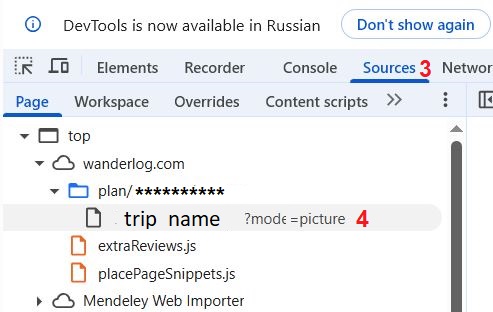 DevTools is now available in Russian Don't show again
Elements Recorder Console Sources 3 Networ
Page Workspace Overrides Content scripts
top
wanderlog.com
plan/**********
trip name ?mode=picture 4
extraReviews.js
placePageSnippets.js
Mendeley Web Importer